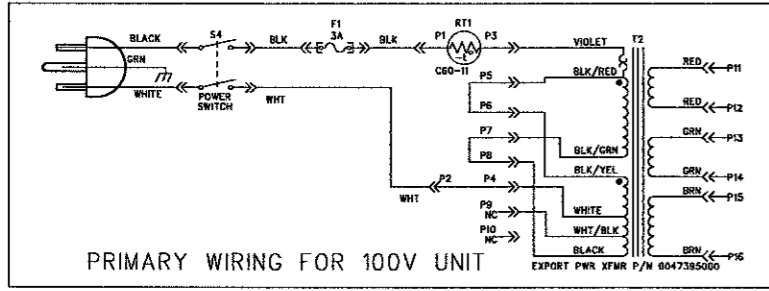 BLACK
S4
BLK
F1
3A
BLK
P1
RT1
P3
-t
C60-11
VIOLET
T2
GRN
WHITE
POWER
SWITCH
WHT
P5
BLK/RED
P6
P7
BLK/GRN
P8
BLK/YEL
WHT
P2
P4
WHITE
P9
NC
WHT/BLK
P10
NC
BLACK
RED
P11
RED
P12
GRN
P13
GRN
P14
BRN
P15
BRN
P16
PRIMARY WIRING FOR 100V UNIT
EXPORT PWR XFMR P/N 0047395000